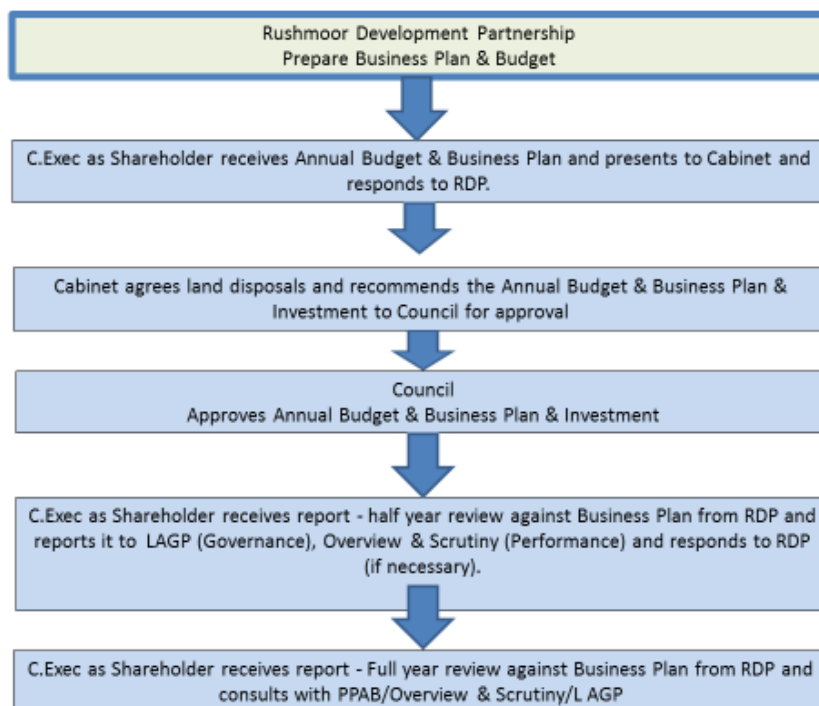 Rushmoor Development Partnership
Prepare Business Plan & Budget
C.Exec as Shareholder receives Annual Budget & Business Plan and presents to Cabinet and
responds to RDP.
Cabinet agrees land disposals and recommends the Annual Budget & Business Plan &
Investment to Council for approval
Council
Approves Annual Budget & Business Plan & Investment
C.Exec as Shareholder receives report - half year review against Business Plan from RDP and
reports it to LAGP (Governance), Overview & Scrutiny (Performance) and responds to RDP
(if necessary).
C.Exec as Shareholder receives report - Full year review against Business Plan from RDP and
consults with PPAB/Overview & Scrutiny/L AGP